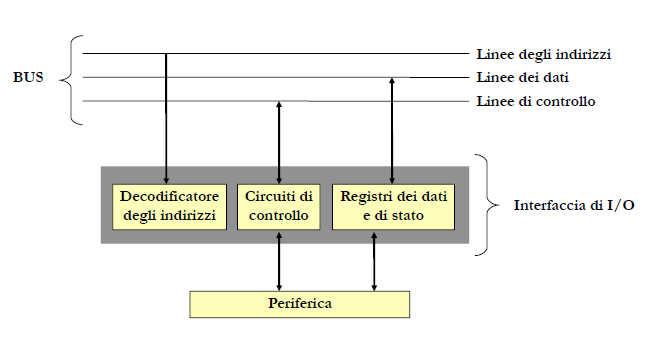 Linee degli indirizzi
BUS
Linee dei dati
Linee di controllo
Decodificatore
degli indirizzi
Circuiti di
controllo
Registri dei dati
e di stato
Interfaccia di I/O
Periferica